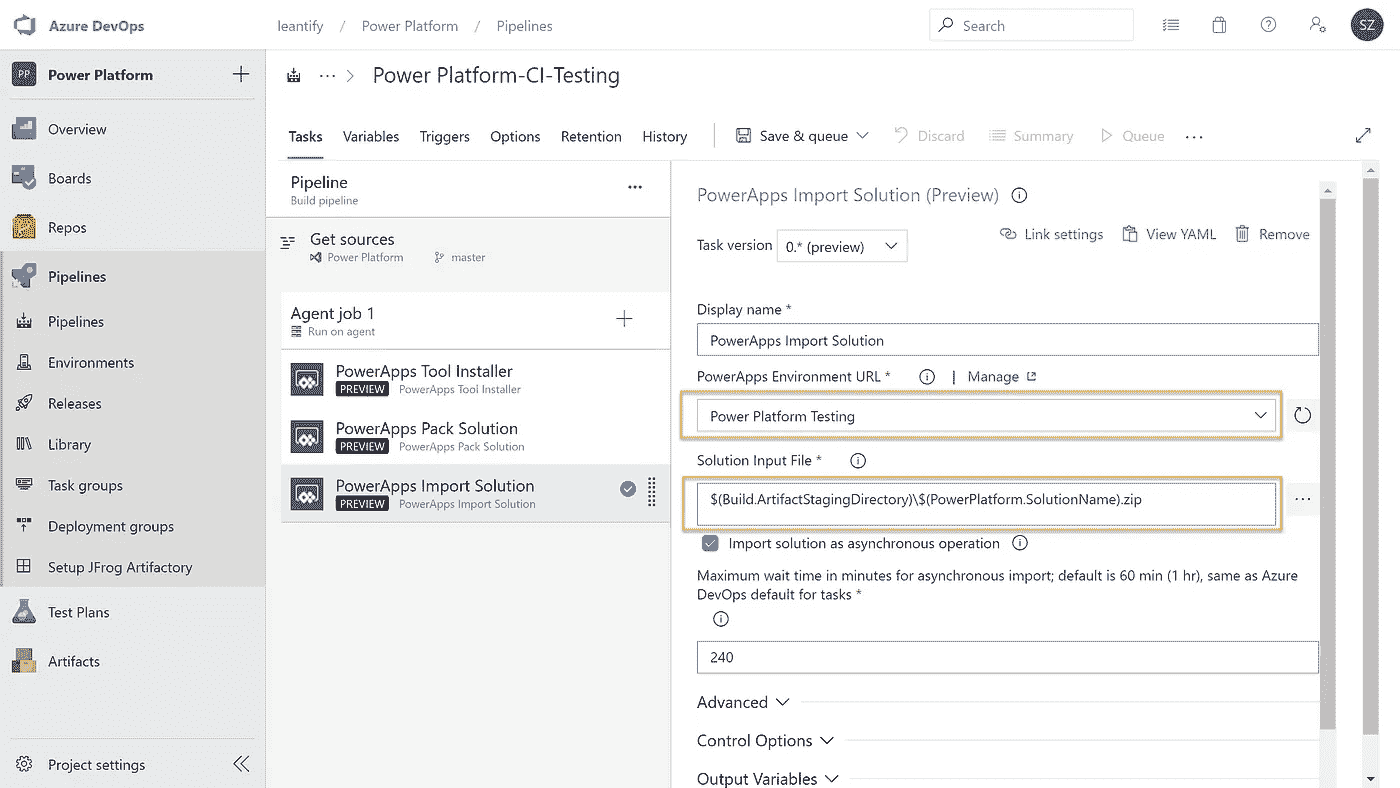 Azure DevOps
leantify / Power Platform / Pipelines
Search
SZ
PP Power Platform
Overview
Boards
Repos
Pipelines
Pipelines
Environments
Releases
Library
Task groups
Deployment groups
Setup JFrog Artifactory
Test Plans
Artifacts
Project settings
··· > Power Platform-CI-Testing
Tasks Variables Triggers Options Retention History Save & queue Discard Summary Queue ···
Pipeline ···
Build pipeline
Get sources
Power Platform master
Agent job 1
Run on agent
PowerApps Tool Installer
PREVIEW PowerApps Tool Installer
PowerApps Pack Solution
PREVIEW PowerApps Pack Solution
PowerApps Import Solution
PREVIEW PowerApps Import Solution
PowerApps Import Solution (Preview)
Link settings View YAML Remove
Task version 0.* (preview)
Display name *
PowerApps Import Solution
PowerApps Environment URL * | Manage
Power Platform Testing
Solution Input File *
$(Build.ArtifactStagingDirectory)\$(PowerPlatform.SolutionName).zip ···
Import solution as asynchronous operation
Maximum wait time in minutes for asynchronous import; default is 60 min (1 hr), same as Azure
DevOps default for tasks *
240
Advanced
Control Options
Output Variables